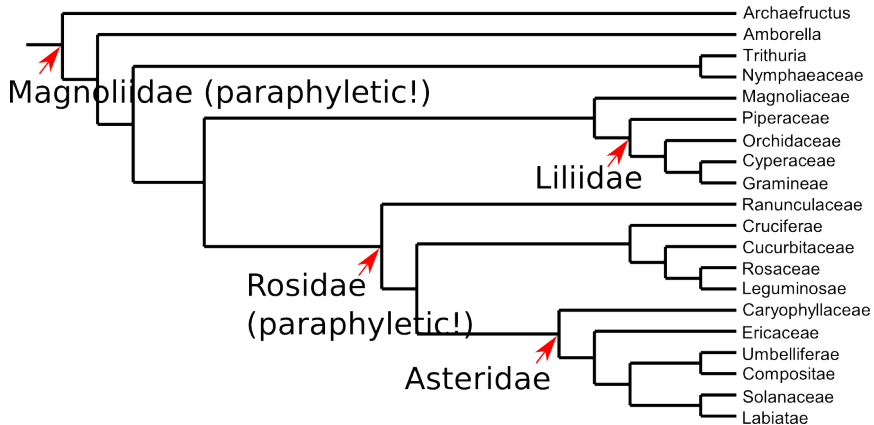 Archaefructus
Amborella
Trithuria
Nymphaeaceae
Magnoliidae (paraphyletic!)
Magnoliaceae
Piperaceae
Orchidaceae
Cyperaceae
Liliidae
Gramineae
Ranunculaceae
Cruciferae
Cucurbitaceae
Rosaceae
Rosidae
Leguminosae
Caryophyllaceae
(paraphyletic!)
Ericaceae
Umbelliferae
Compositae
Asteridae
Solanaceae
Labiatae